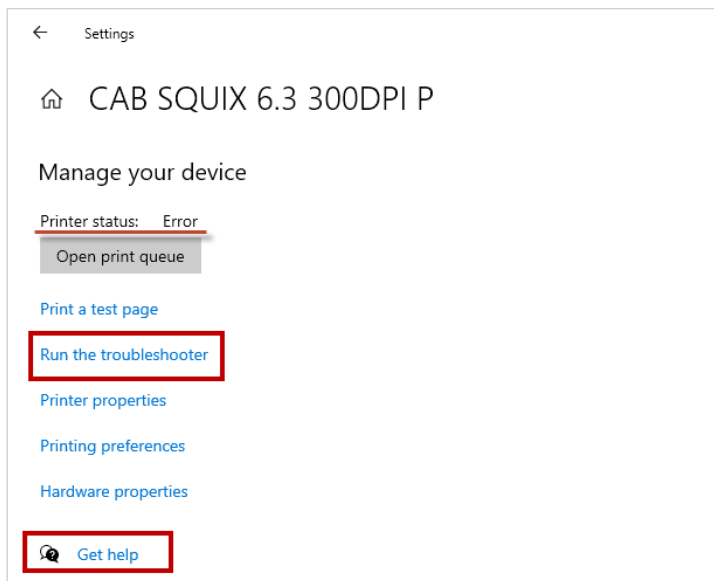 Settings
CAB SQUIX 6.3 300DPI P
Manage your device
Printer status: Error
Open print queue
Print a test page
Run the troubleshooter
Printer properties
Printing preferences
Hardware properties
Get help